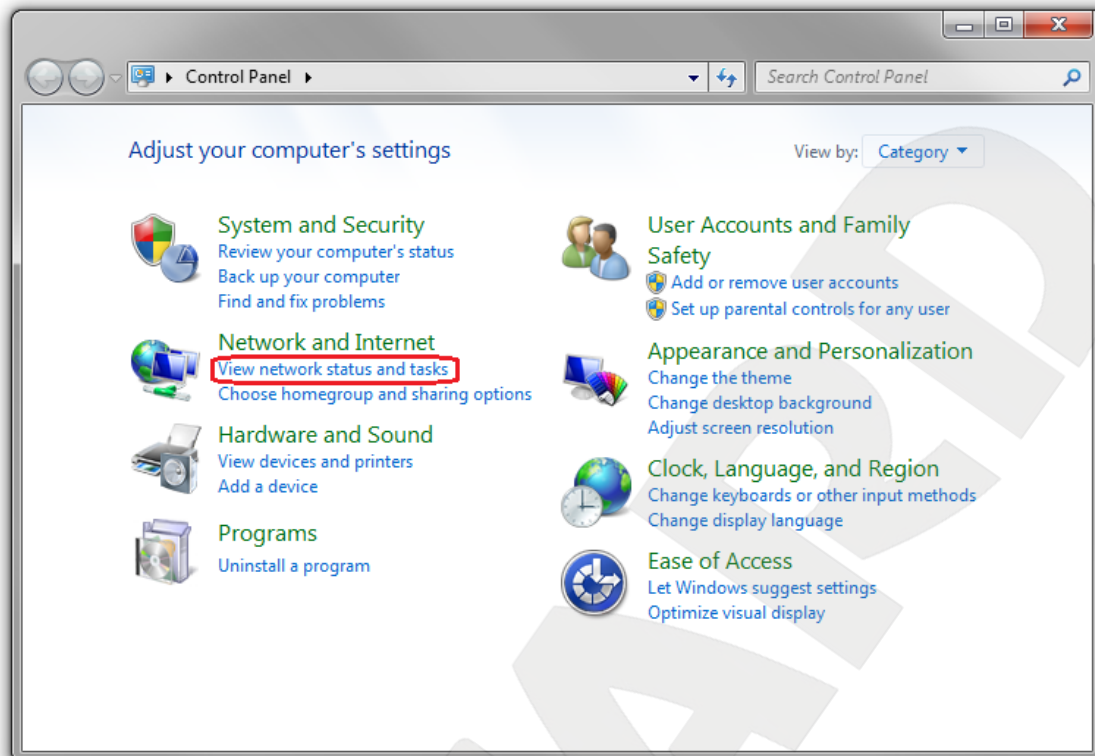 Control Panel
Search Control Panel
Adjust your computer's settings
View by: Category
System and Security
Review your computer's status
Back up your computer
Find and fix problems
Network and Internet
View network status and tasks
Choose homegroup and sharing options
Hardware and Sound
View devices and printers
Add a device
Programs
Uninstall a program
User Accounts and Family
Safety
Add or remove user accounts
Set up parental controls for any user
Appearance and Personalization
Change the theme
Change desktop background
Adjust screen resolution
Clock, Language, and Region
Change keyboards or other input methods
Change display language
Ease of Access
Let Windows suggest settings
Optimize visual display